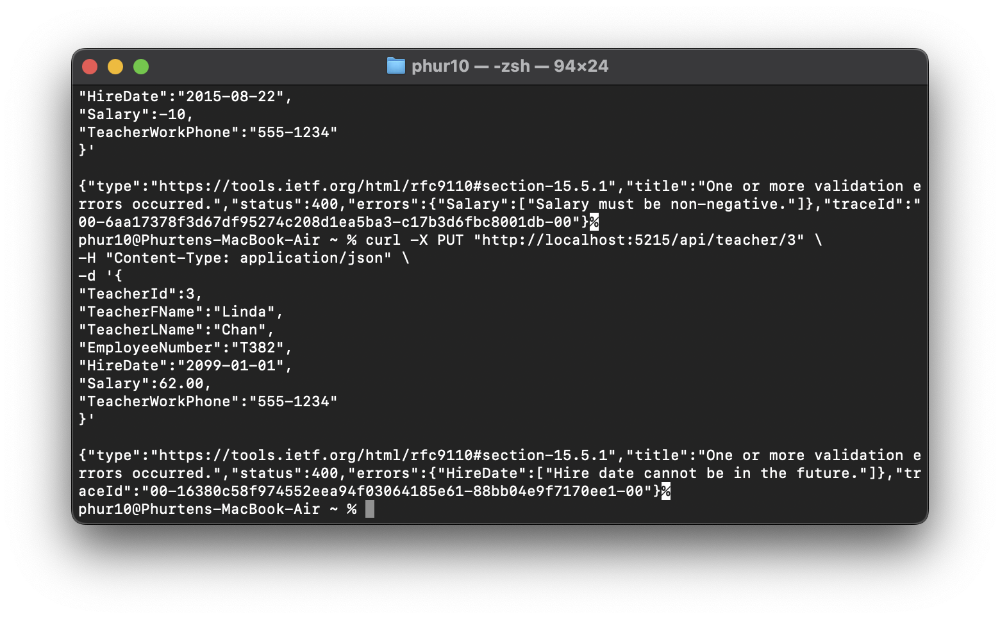 phur10 — -zsh — 94×24
"HireDate":"2015-08-22",
"Salary":-10,
"TeacherWorkPhone":"555-1234"
}'
{"type":"https://tools.ietf.org/html/rfc9110#section-15.5.1","title":"One or more validation e
rrors occurred.","status":400,"errors":{"Salary":["Salary must be non-negative."]},"traceId":"
00-6aa17378f3d67df95274c208d1ea5ba3-c17b3d6fbc8001db-00"}%
phur10@Phurtens-MacBook-Air ~ % curl -X PUT "http://localhost:5215/api/teacher/3" \
-H "Content-Type: application/json" \
-d '{
"TeacherId":3,
"TeacherFName":"Linda",
"TeacherLName":"Chan",
"EmployeeNumber":"T382",
"HireDate":"2099-01-01",
"Salary":62.00,
"TeacherWorkPhone":"555-1234"
}'
{"type":"https://tools.ietf.org/html/rfc9110#section-15.5.1","title":"One or more validation e
rrors occurred.","status":400,"errors":{"HireDate":["Hire date cannot be in the future."]},"tr
aceId":"00-16380c58f974552eea94f03064185e61-88bb04e9f7170ee1-00"}%
phur10@Phurtens-MacBook-Air ~ %